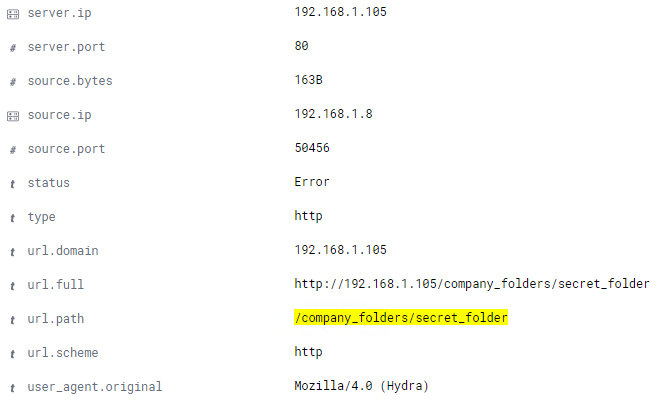 server.ip 192.168.1.105
# server.port 80
# source.bytes 163B
source.ip 192.168.1.8
# source.port 50456
t status Error
t type http
t url.domain 192.168.1.105
t url.full http://192.168.1.105/company_folders/secret_folder
t url.path /company_folders/secret_folder
t url.scheme http
t user_agent.original Mozilla/4.0 (Hydra)